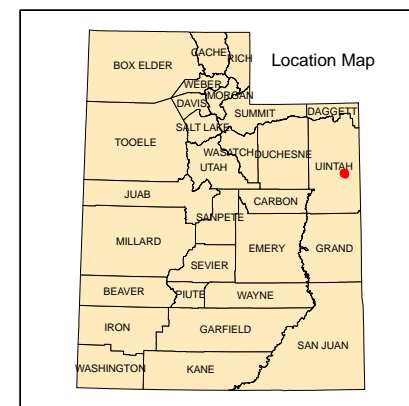 Location Map
CACHE
RICH
BOX ELDER
WEBER
MORGAN
DAVIS
SUMMIT
DAGGETT
SALT LAKE
TOOELE
WASATCH
DUCHESNE
UINTAH
UTAH
JUAB
CARBON
SANPETE
MILLARD
EMERY
GRAND
SEVIER
BEAVER
PIUTE
WAYNE
IRON
GARFIELD
SAN JUAN
WASHINGTON
KANE